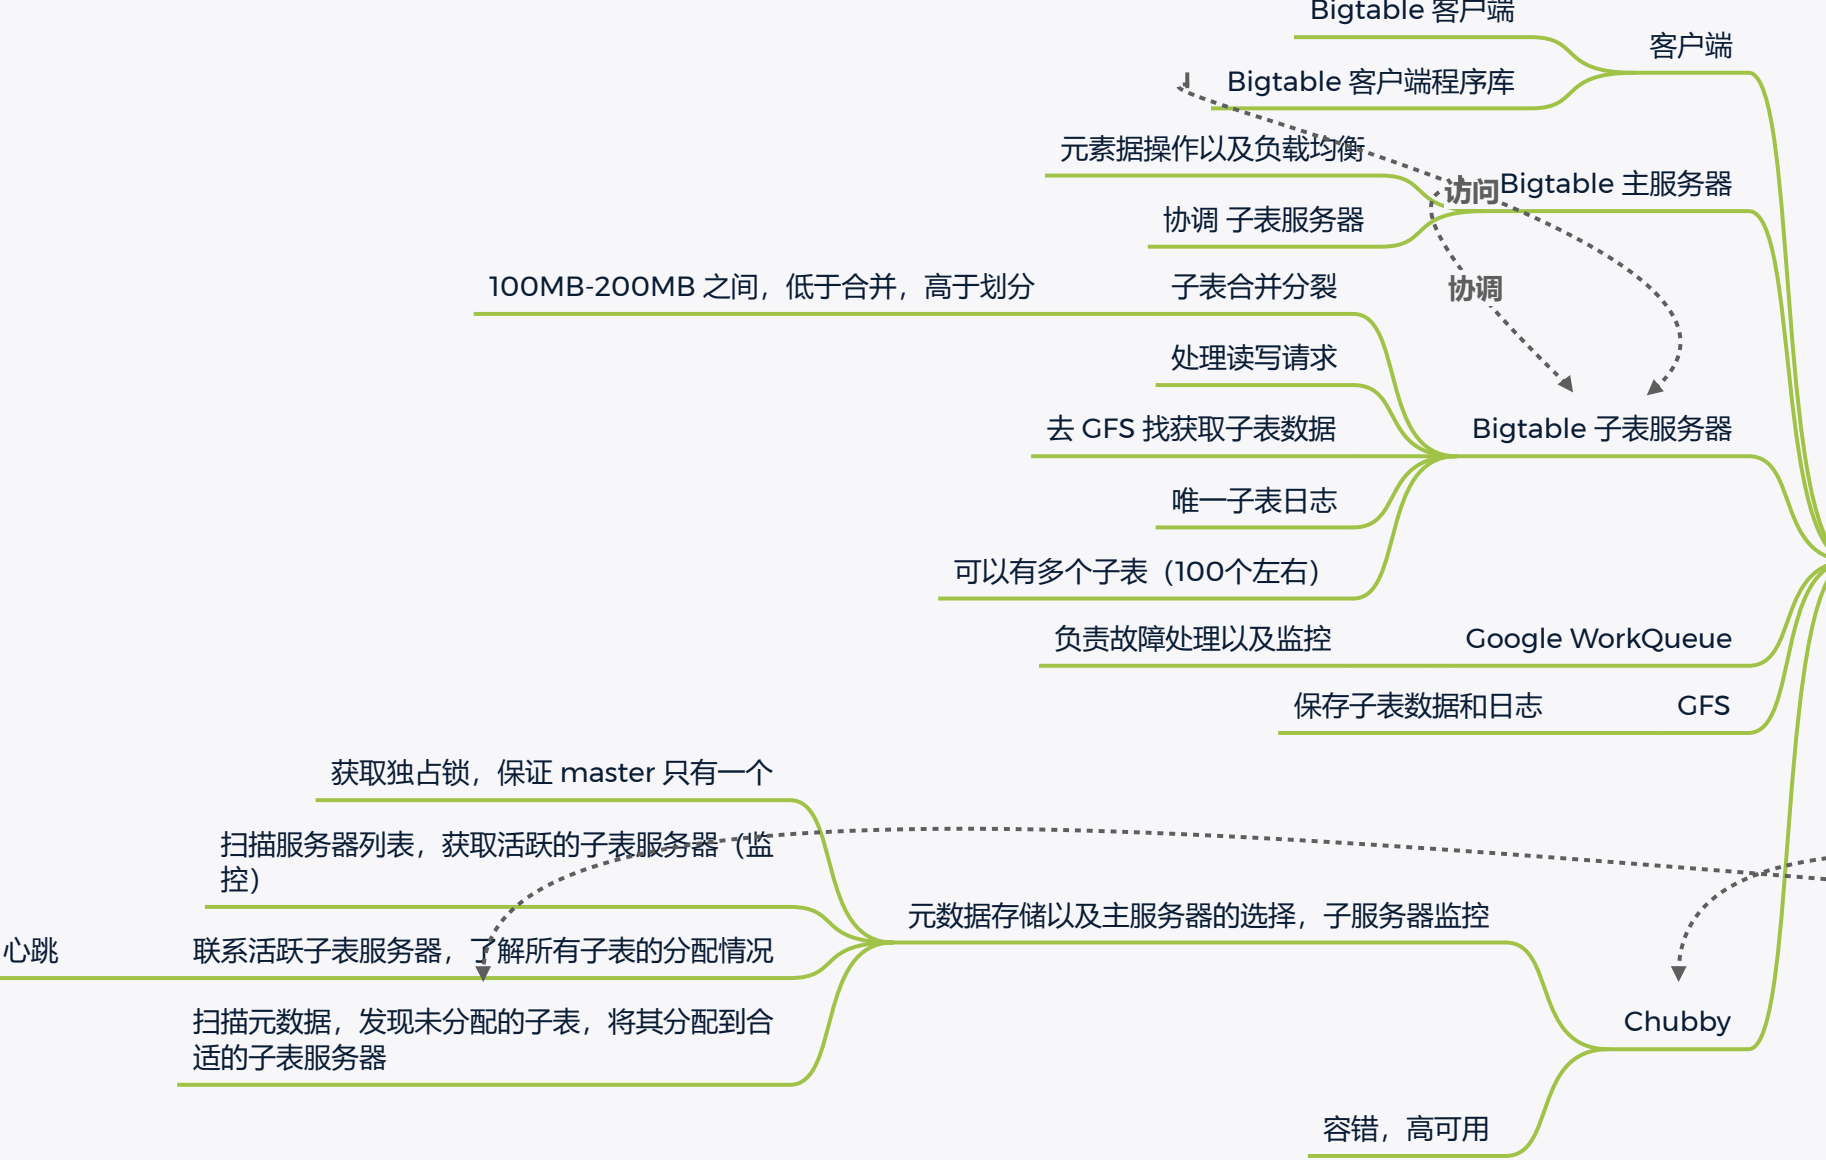 Bigtable 客户端
客户端
Bigtable 客户端程序库
元素据操作以及负载均衡
访问
Bigtable 主服务器
协调 子表服务器
100MB-200MB 之间，低于合并，高于划分
子表合并分裂
协调
处理读写请求
去 GFS 找获取子表数据
Bigtable 子表服务器
唯一子表日志
可以有多个子表（100个左右）
负责故障处理以及监控
Google WorkQueue
保存子表数据和日志
GFS
获取独占锁，保证 master 只有一个
扫描服务器列表，获取活跃的子表服务器（监
控）
元数据存储以及主服务器的选择，子服务器监控
心跳
联系活跃子表服务器，了解所有子表的分配情况
扫描元数据，发现未分配的子表，将其分配到合
适的子表服务器
Chubby
容错，高可用